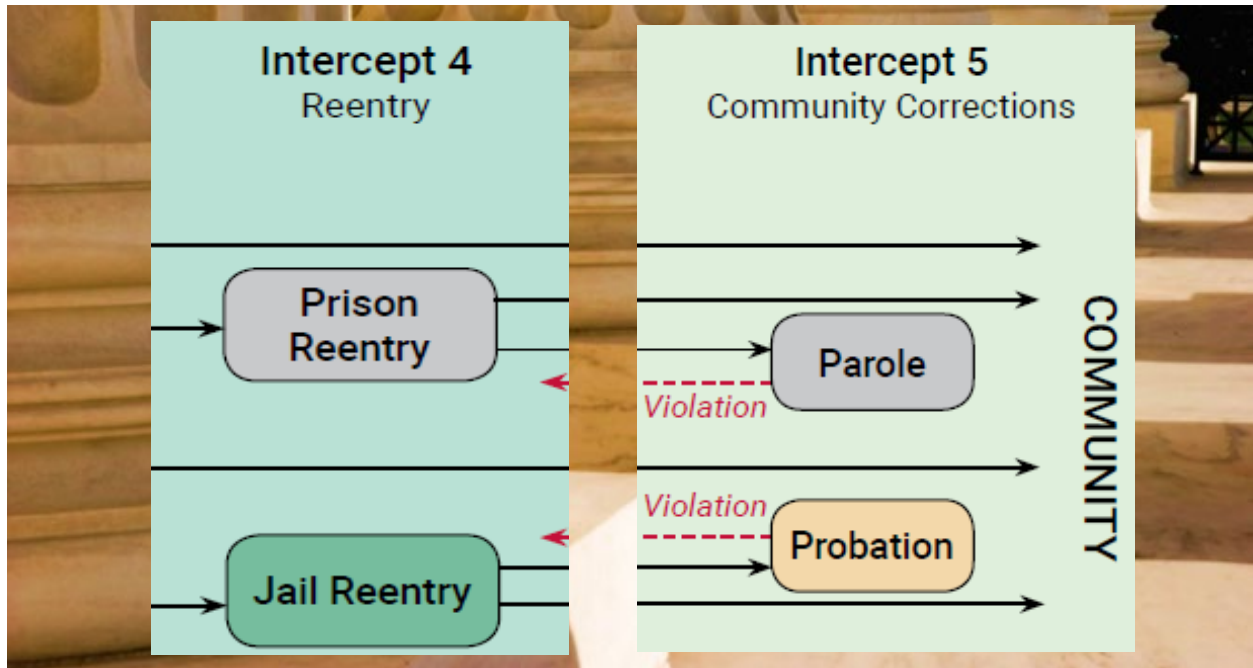 Intercept 4
Reentry
Prison
Reentry
Jail Reentry
Intercept 5
Community Corrections
Parole
Violation
Violation
Probation
COMMUNITY